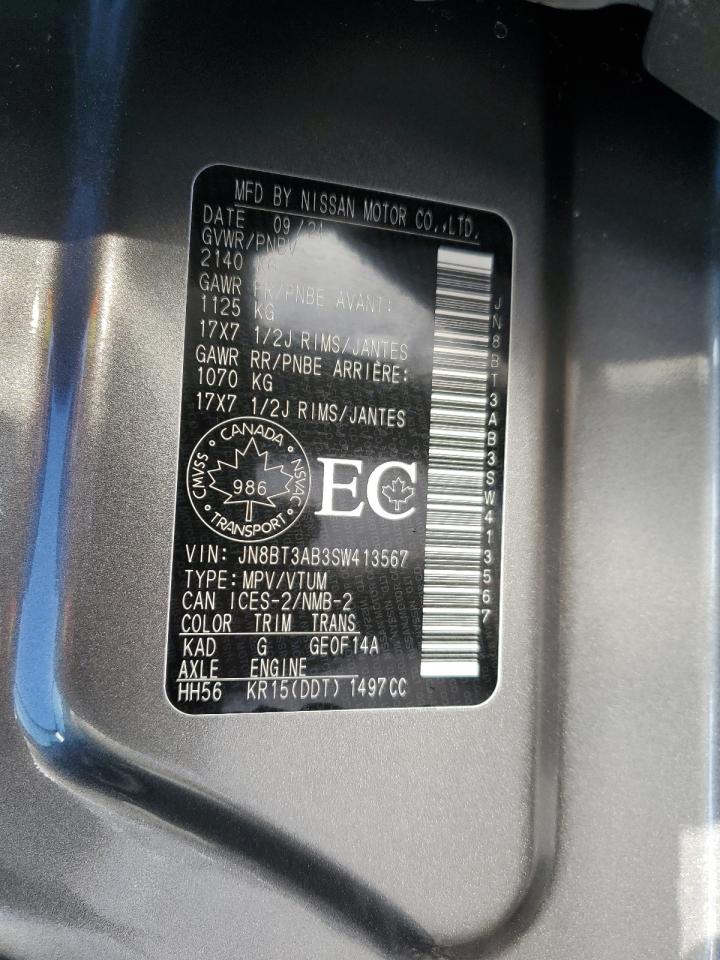 MFD BY NISSAN MOTOR CO.,LTD.
DATE 09/24
GVWR/PNBV
2140 KG
GAWR FR/PNBE AVANT:
1125 KG
17X7 1/2J RIMS/JANTES
GAWR RR/PNBE ARRIÈRE:
1070 KG
17X7 1/2J RIMS/JANTES
CANADA
CMVSS NSVAC
986
TRANSPORT
EC
VIN: JN8BT3AB3SW413567
TYPE: MPV/VTUM
CAN ICES-2/NMB-2
COLOR TRIM TRANS
KAD G GE0F14A
AXLE ENGINE
HH56 KR15(DDT) 1497CC
JN8BT3AB3SW413567